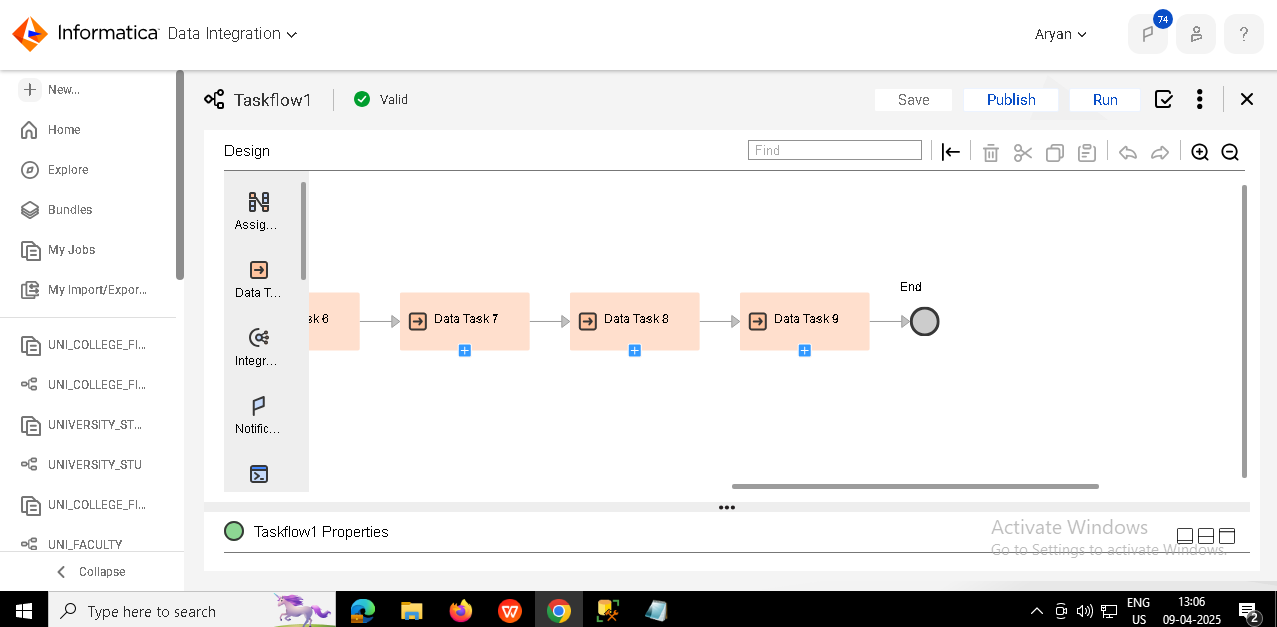 Informatica Data Integration
Aryan
74
?
New...
Home
Explore
Bundles
My Jobs
My Import/Expor...
UNI_COLLEGE_FI...
UNI_COLLEGE_FI...
UNIVERSITY_ST...
UNIVERSITY_STU
UNI_COLLEGE_FI...
UNI_FACULTY
Collapse
Taskflow1
Valid
Save
Publish
Run
Design
Find
Assig...
Data T...
Integr...
Notific...
sk 6
Data Task 7
Data Task 8
Data Task 9
End
Taskflow1 Properties
Activate Windows
Go to Settings to activate Windows.
Type here to search
ENG
US
13:06
09-04-2025
2